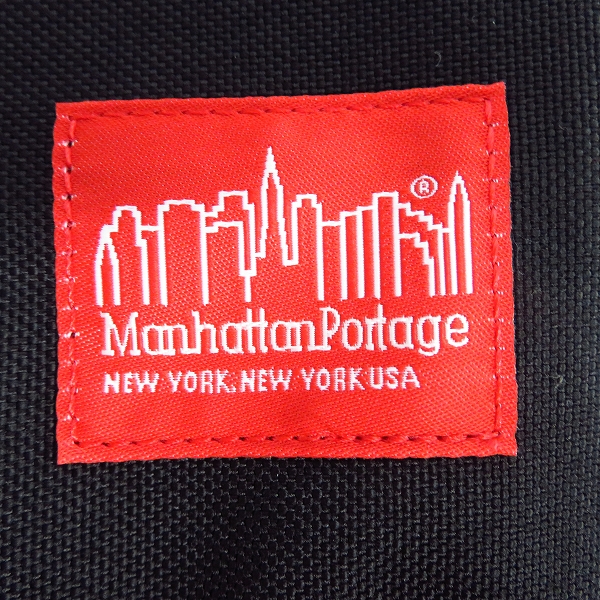 ®
ManhattanPortage
NEW YORK, NEW YORK USA